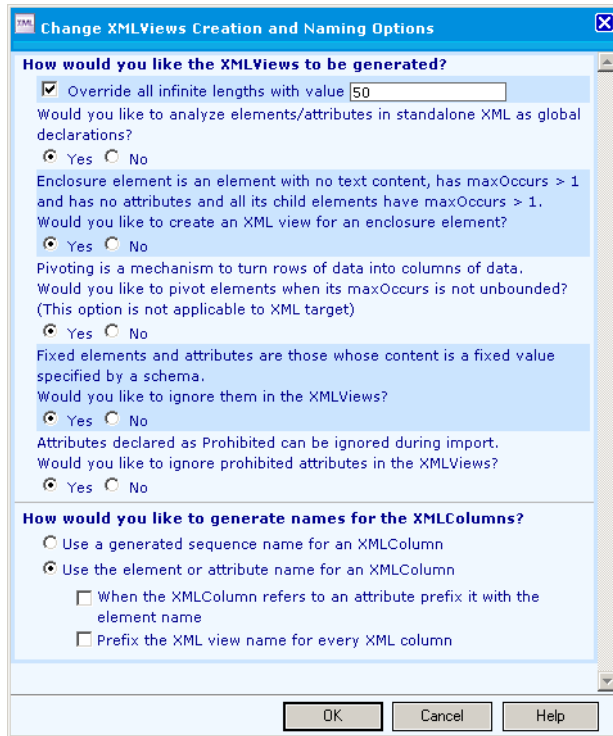 XML Change XMLViews Creation and Naming Options
How would you like the XMLViews to be generated?
Override all infinite lengths with value 50
Would you like to analyze elements/attributes in standalone XML as global
declarations?
Yes No
Enclosure element is an element with no text content, has maxOccurs > 1
and has no attributes and all its child elements have maxOccurs > 1.
Would you like to create an XML view for an enclosure element?
Yes No
Pivoting is a mechanism to turn rows of data into columns of data.
Would you like to pivot elements when its maxOccurs is not unbounded?
(This option is not applicable to XML target)
Yes No
Fixed elements and attributes are those whose content is a fixed value
specified by a schema.
Would you like to ignore them in the XMLViews?
Yes No
Attributes declared as Prohibited can be ignored during import.
Would you like to ignore prohibited attributes in the XMLViews?
Yes No
How would you like to generate names for the XMLColumns?
Use a generated sequence name for an XMLColumn
Use the element or attribute name for an XMLColumn
When the XMLColumn refers to an attribute prefix it with the
element name
Prefix the XML view name for every XML column
OK Cancel Help